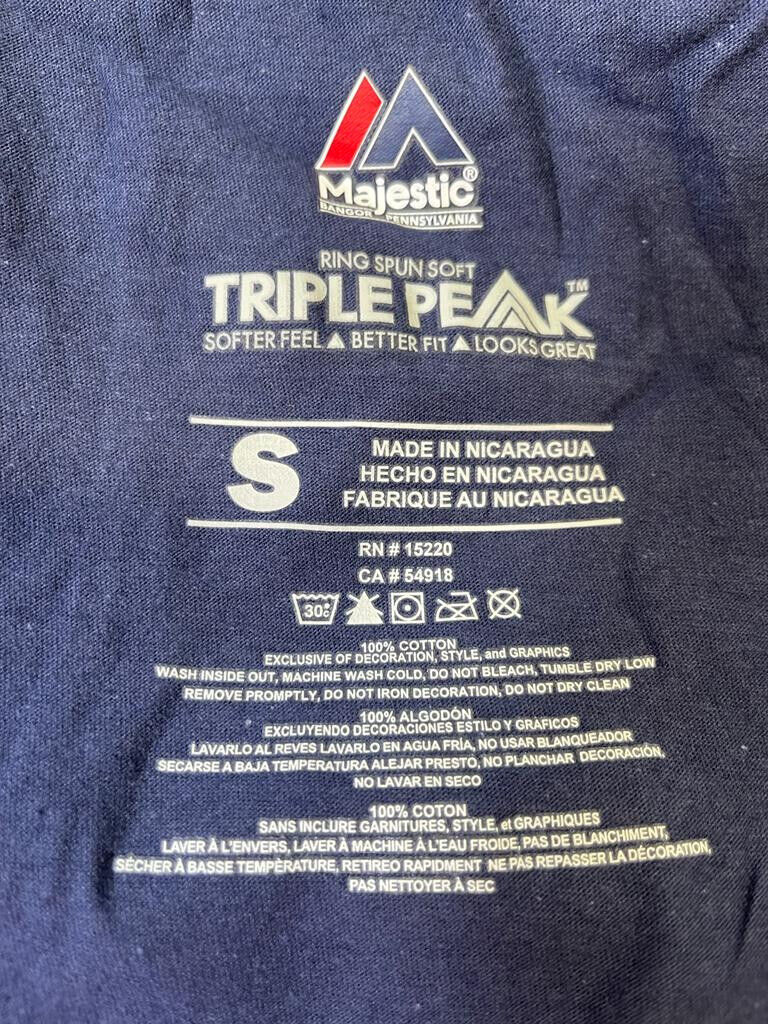 Majestic®
BANGOR PENNSYLVANIA
RING SPUN SOFT
TRIPLE PEAK™
SOFTER FEEL ▲ BETTER FIT ▲ LOOKS GREAT
S
MADE IN NICARAGUA
HECHO EN NICARAGUA
FABRIQUE AU NICARAGUA
RN # 15220
CA # 54918
30°C
100% COTTON
EXCLUSIVE OF DECORATION, STYLE, and GRAPHICS
WASH INSIDE OUT, MACHINE WASH COLD, DO NOT BLEACH, TUMBLE DRY LOW
REMOVE PROMPTLY, DO NOT IRON DECORATION, DO NOT DRY CLEAN
100% ALGODÓN
EXCLUYENDO DECORACIONES ESTILO Y GRAFICOS
LAVARLO AL REVES LAVARLO EN AGUA FRÍA, NO USAR BLANQUEADOR
SECARSE A BAJA TEMPERATURA ALEJAR PRESTO, NO PLANCHAR DECORACIÓN,
NO LAVAR EN SECO
100% COTON
SANS INCLURE GARNITURES, STYLE, et GRAPHIQUES
LAVER À L'ENVERS, LAVER À MACHINE À L'EAU FROIDE, PAS DE BLANCHIMENT,
SÉCHER À BASSE TEMPÈRATURE, RETIREO RAPIDMENT NE PAS REPASSER LA DÉCORATION,
PAS NETTOYER À SEC